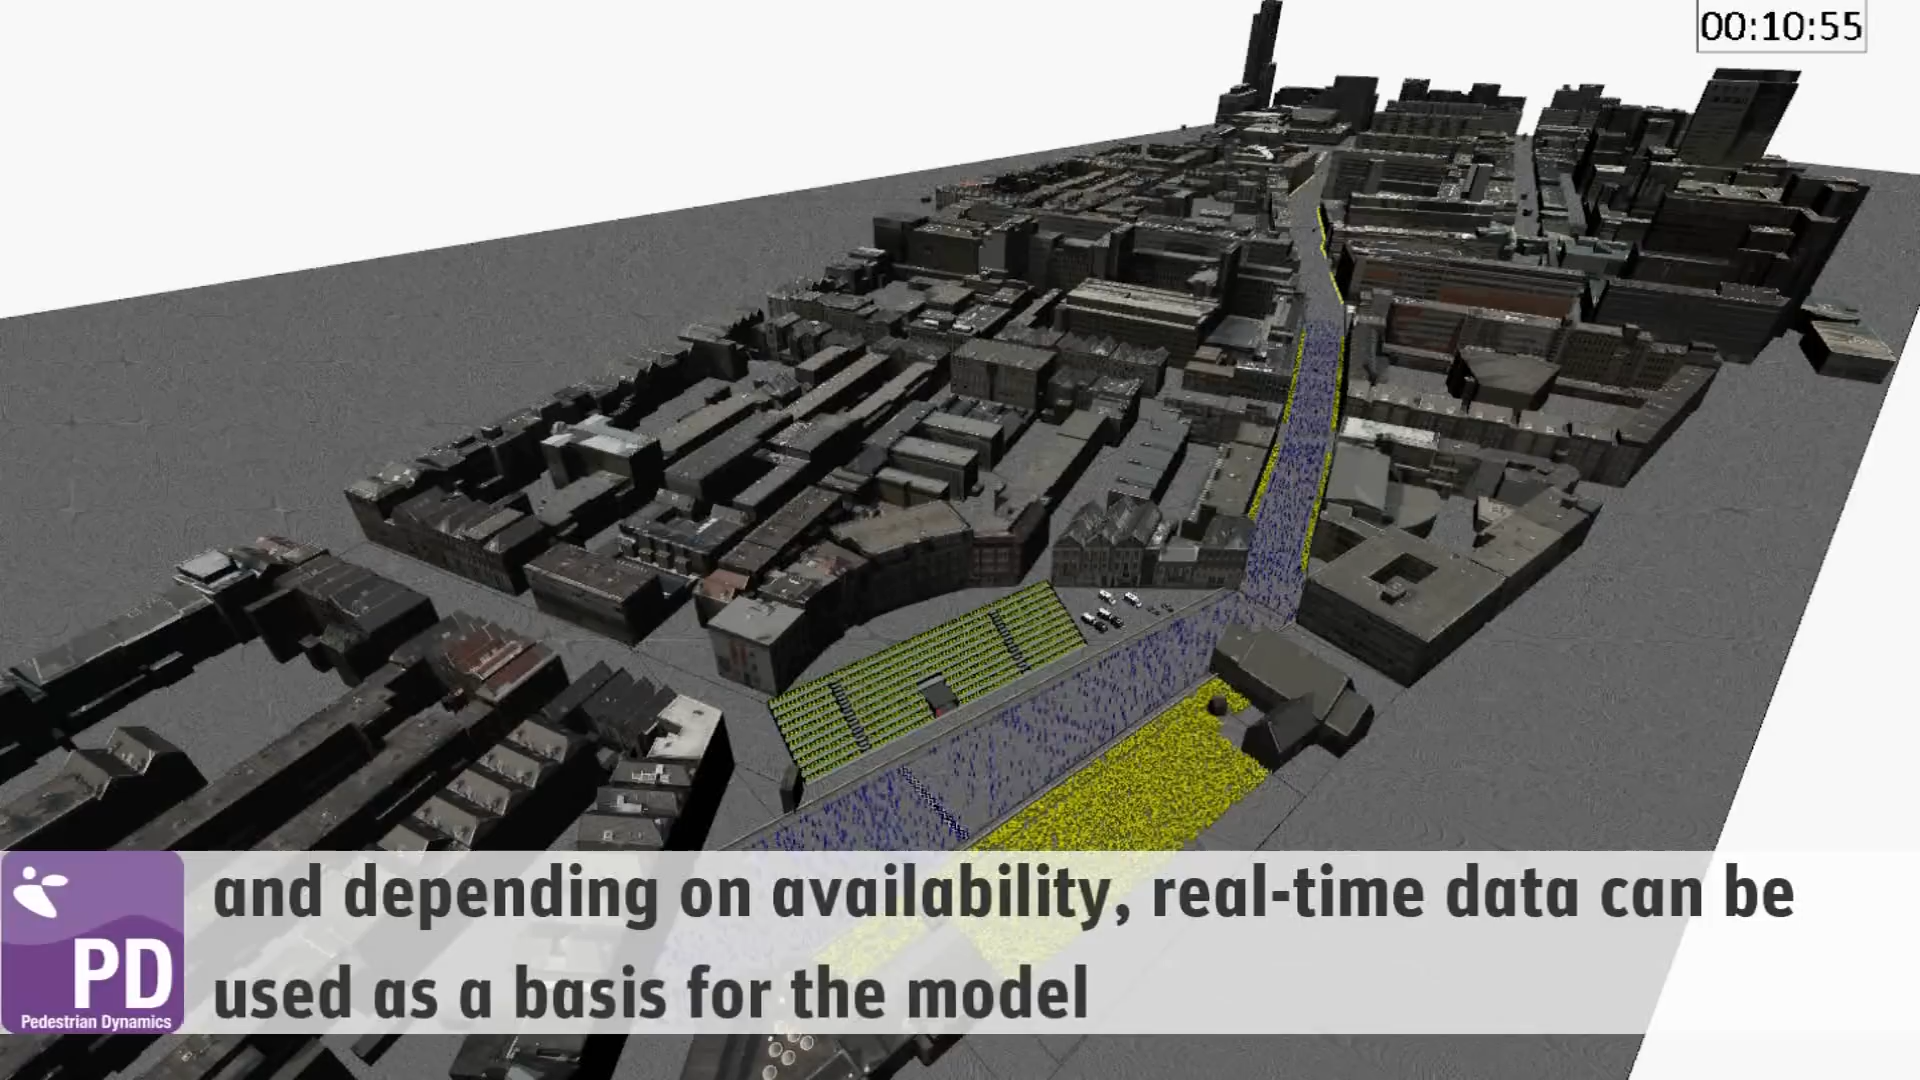 00:10:55
and depending on availability, real-time data can be
used as a basis for the model
PD
Pedestrian Dynamics